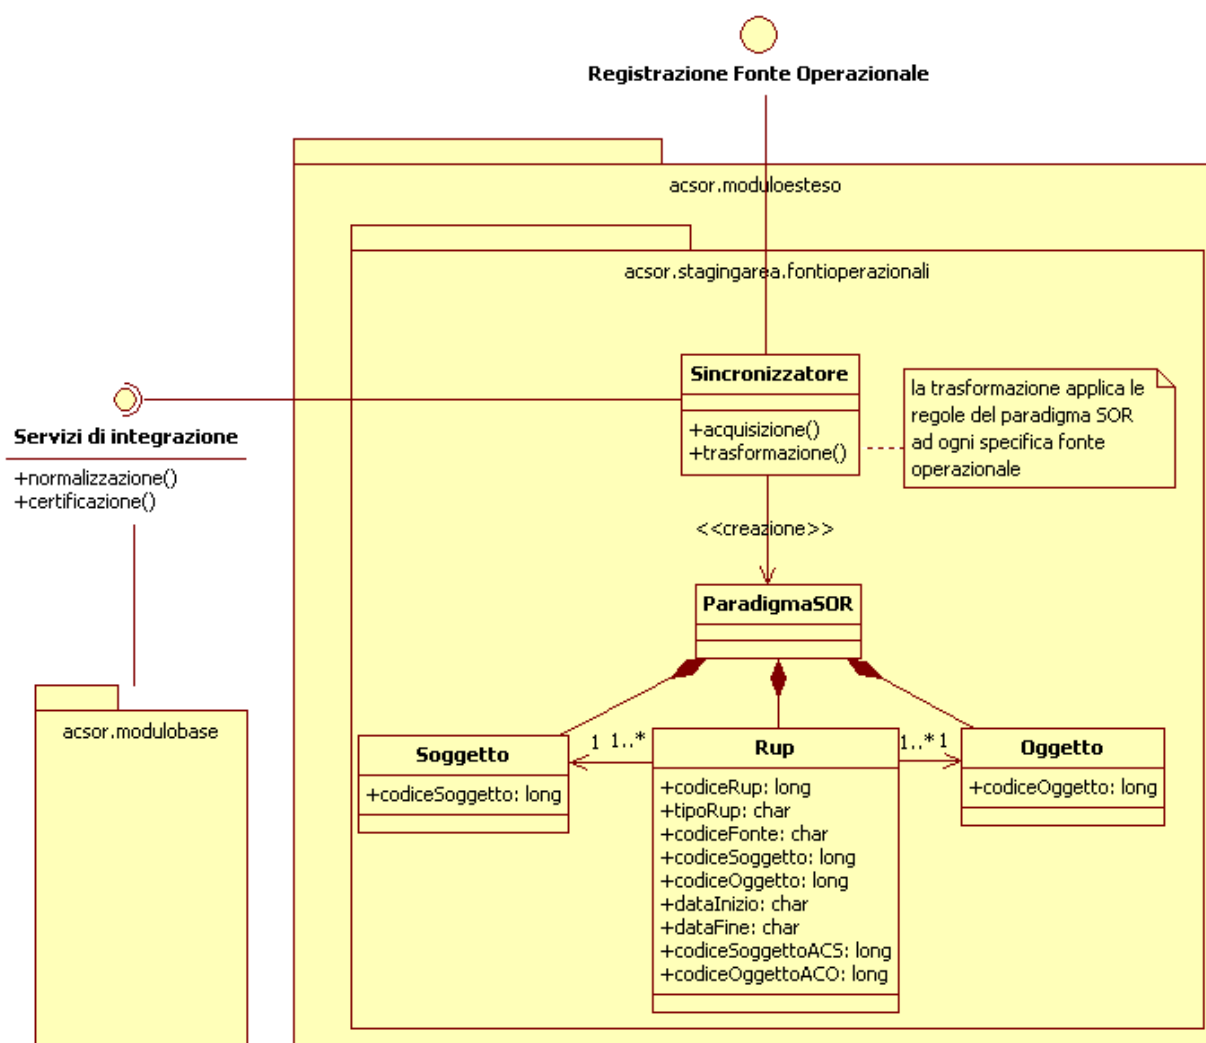 Registrazione Fonte Operazionale
acsor.moduloesteso
acsor.stagingarea.fontioperazionali
Sincronizzatore
+acquisizione()
+trasformazione()
la trasformazione applica le
regole del paradigma SOR
ad ogni specifica fonte
operazionale
Servizi di integrazione
+normalizzazione()
+certificazione()
<<creazione>>
ParadigmaSOR
acsor.modulobase
Soggetto
+codiceSoggetto: long
1 1..*
Rup
+codiceRup: long
+tipoRup: char
+codiceFonte: char
+codiceSoggetto: long
+codiceOggetto: long
+dataInizio: char
+dataFine: char
+codiceSoggettoACS: long
+codiceOggettoACO: long
1..* 1
Oggetto
+codiceOggetto: long